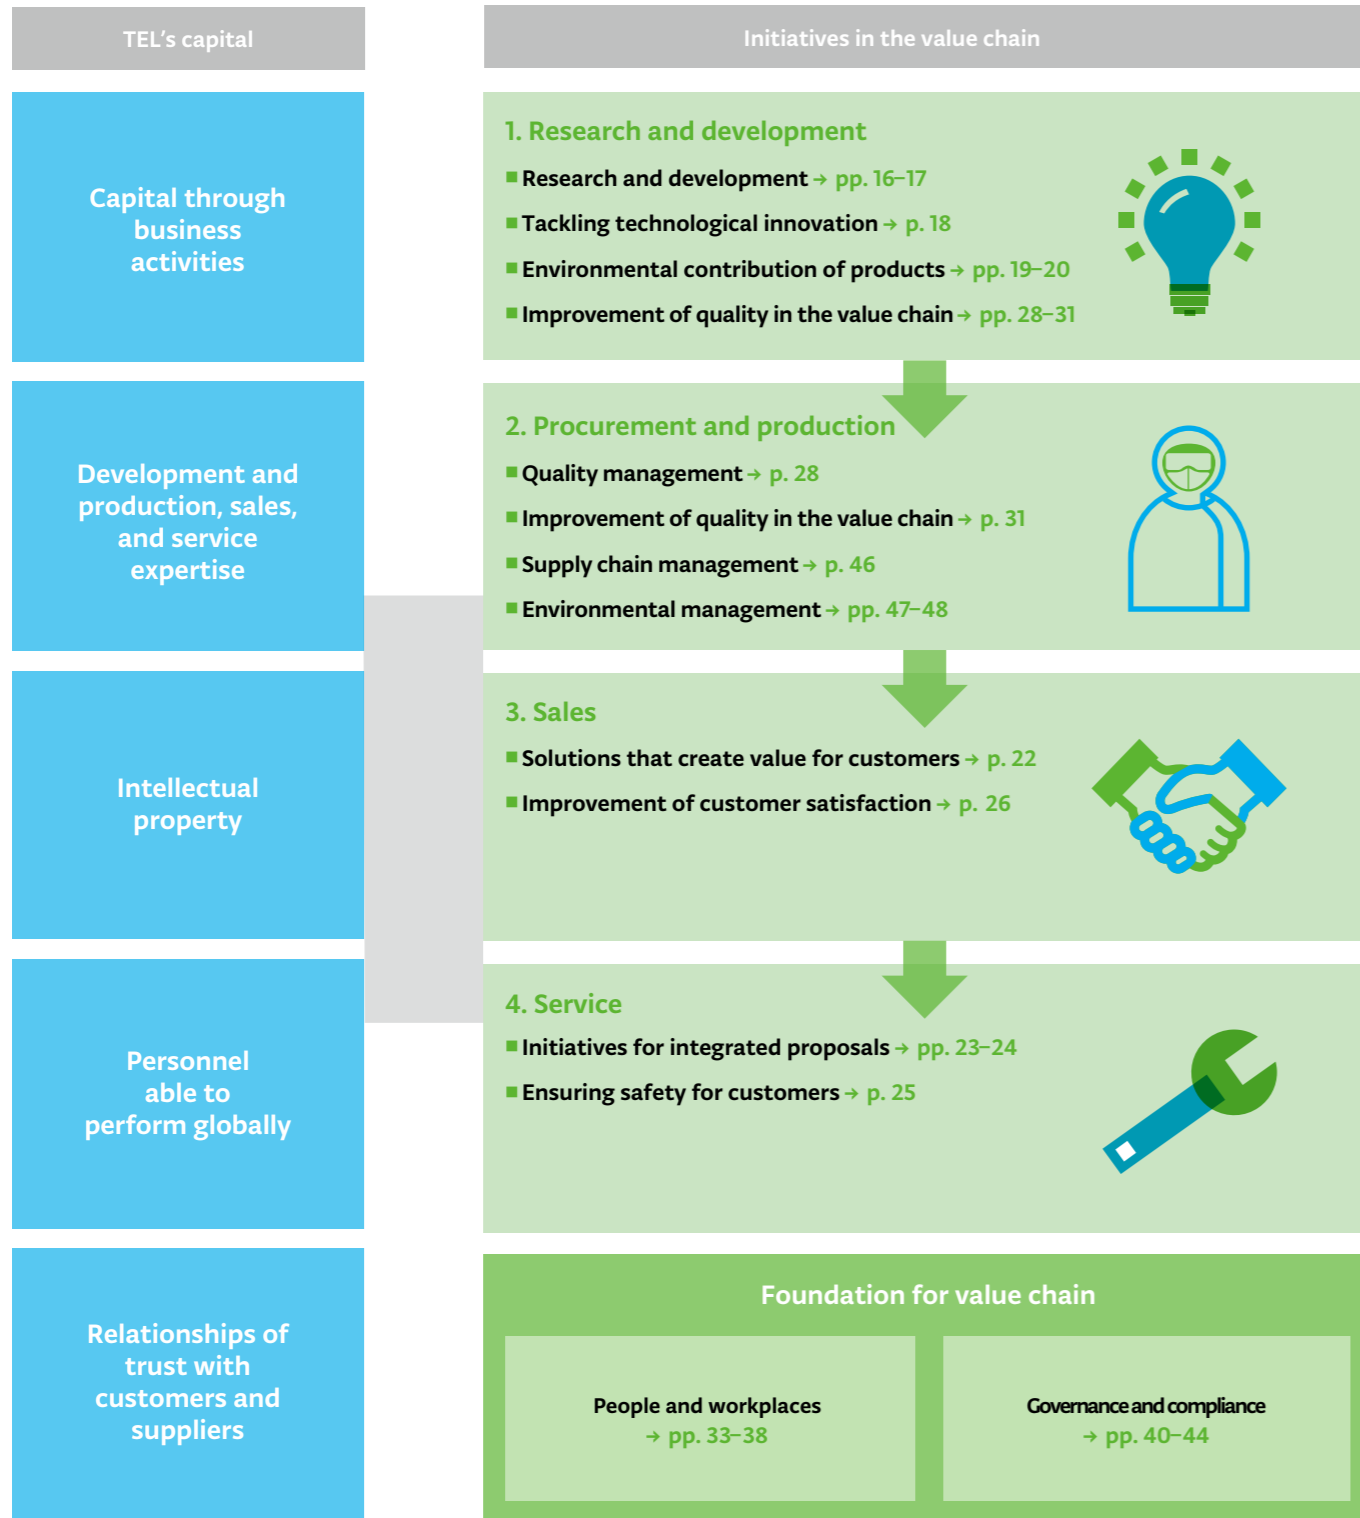 TEL’s capital
Capital through
business
activities
Development and
production, sales,
and service
expertise
Intellectual
property
Personnel
able to
perform globally
Relationships of
trust with
customers and
suppliers
Initiatives in the value chain
1. Research and development
■ Research and development → pp. 16–17
■ Tackling technological innovation → p. 18
■ Environmental contribution of products → pp. 19–20
■ Improvement of quality in the value chain → pp. 28–31
2. Procurement and production
■ Quality management → p. 28
■ Improvement of quality in the value chain → p. 31
■ Supply chain management → p. 46
■ Environmental management → pp. 47–48
3. Sales
■ Solutions that create value for customers → p. 22
■ Improvement of customer satisfaction → p. 26
4. Service
■ Initiatives for integrated proposals → pp. 23–24
■ Ensuring safety for customers → p. 25
Foundation for value chain
People and workplaces
→ pp. 33–38
Governance and compliance
→ pp. 40–44